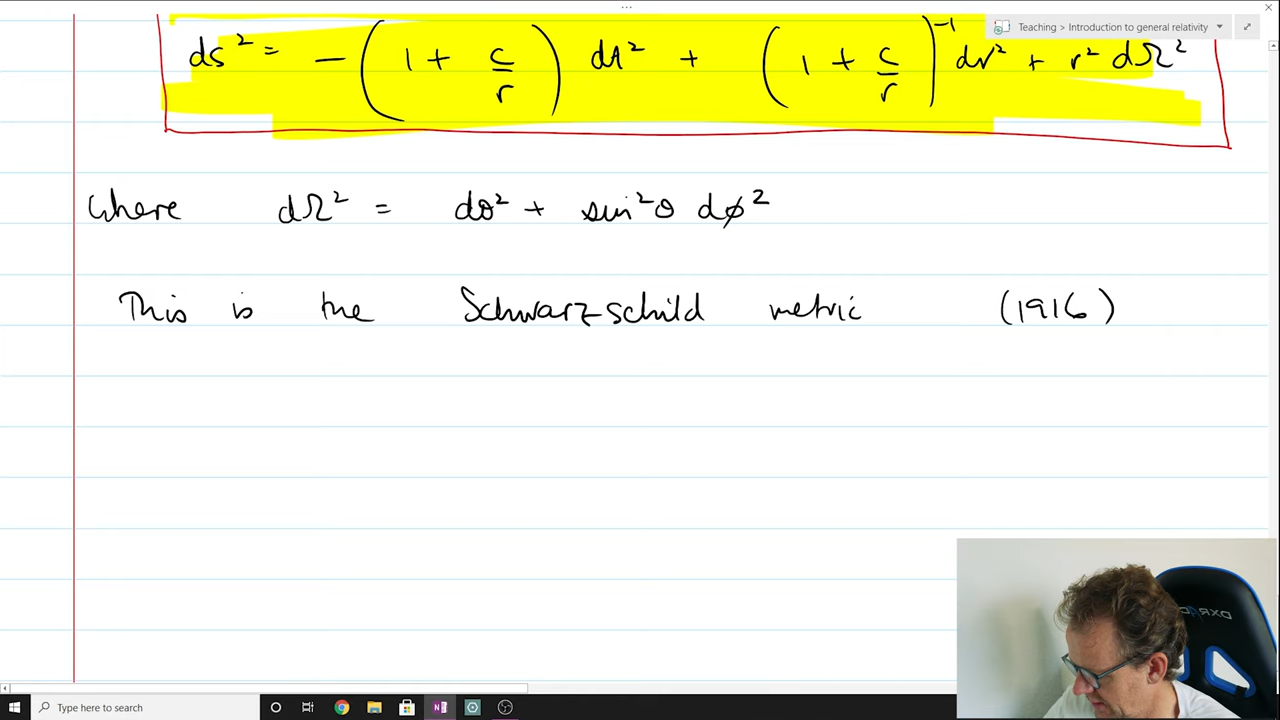 Teaching > Introduction to general relativity
ds² = - (1 + c/r) dt² + (1 + c/r)⁻¹ dr² + r² dΩ²
where dΩ² = dθ² + sin²θ dφ²
This is the Schwarzschild metric (1916)
DXRA
Type here to search